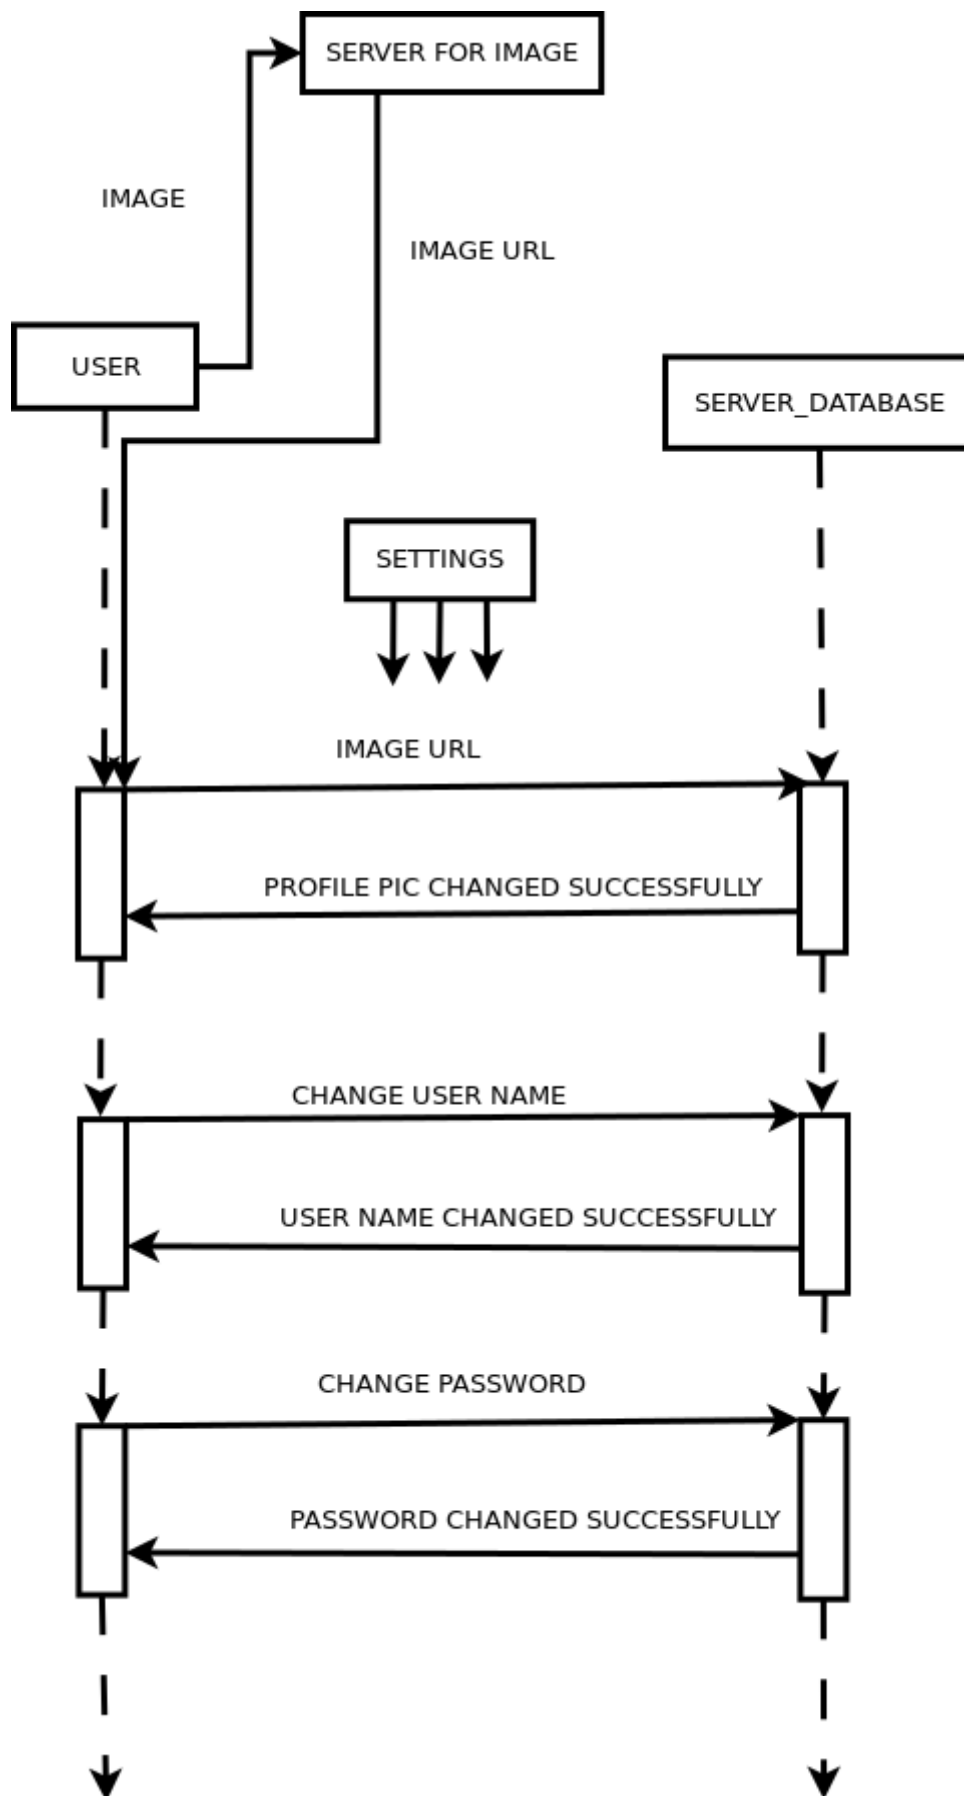 SERVER FOR IMAGE
IMAGE
IMAGE URL
USER
SERVER_DATABASE
SETTINGS
IMAGE URL
PROFILE PIC CHANGED SUCCESSFULLY
CHANGE USER NAME
USER NAME CHANGED SUCCESSFULLY
CHANGE PASSWORD
PASSWORD CHANGED SUCCESSFULLY